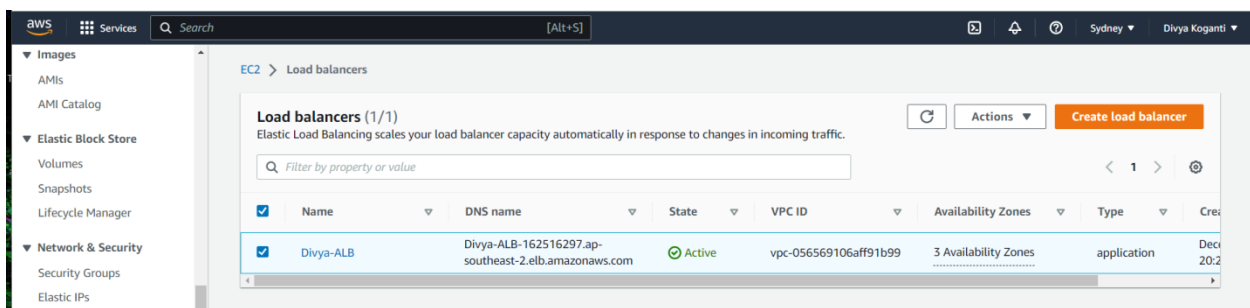 aws
Services
Search
[Alt+S]
Sydney
Divya Koganti
Images
AMIs
AMI Catalog
Elastic Block Store
Volumes
Snapshots
Lifecycle Manager
Network & Security
Security Groups
Elastic IPs
EC2 > Load balancers
Load balancers (1/1)
Elastic Load Balancing scales your load balancer capacity automatically in response to changes in incoming traffic.
Actions
Create load balancer
Filter by property or value
1
Name DNS name State VPC ID Availability Zones Type Crea
Divya-ALB Divya-ALB-162516297.ap- Active vpc-056569106aff91b99 3 Availability Zones application Dece
southeast-2.elb.amazonaws.com 20:2